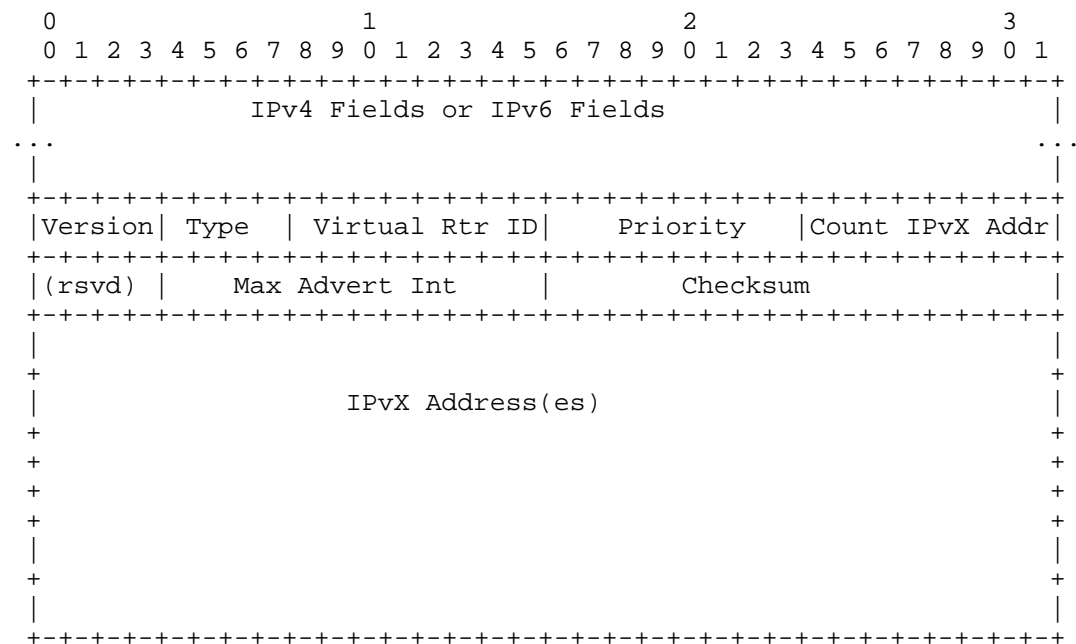 0                   1                   2                   3
 0 1 2 3 4 5 6 7 8 9 0 1 2 3 4 5 6 7 8 9 0 1 2 3 4 5 6 7 8 9 0 1
+-+-+-+-+-+-+-+-+-+-+-+-+-+-+-+-+-+-+-+-+-+-+-+-+-+-+-+-+-+-+-+-+
|             IPv4 Fields or IPv6 Fields                        |
...                                                             ...
|                                                               |
+-+-+-+-+-+-+-+-+-+-+-+-+-+-+-+-+-+-+-+-+-+-+-+-+-+-+-+-+-+-+-+-+
|Version| Type  | Virtual Rtr ID|    Priority   |Count IPvX Addr|
+-+-+-+-+-+-+-+-+-+-+-+-+-+-+-+-+-+-+-+-+-+-+-+-+-+-+-+-+-+-+-+-+
|(rsvd) |    Max Advert Int     |        Checksum               |
+-+-+-+-+-+-+-+-+-+-+-+-+-+-+-+-+-+-+-+-+-+-+-+-+-+-+-+-+-+-+-+-+
|                                                               |
+                                                               +
|                   IPvX Address(es)                            |
+                                                               +
+                                                               +
+                                                               +
+                                                               +
|                                                               |
+                                                               +
|                                                               |
+-+-+-+-+-+-+-+-+-+-+-+-+-+-+-+-+-+-+-+-+-+-+-+-+-+-+-+-+-+-+-+-+